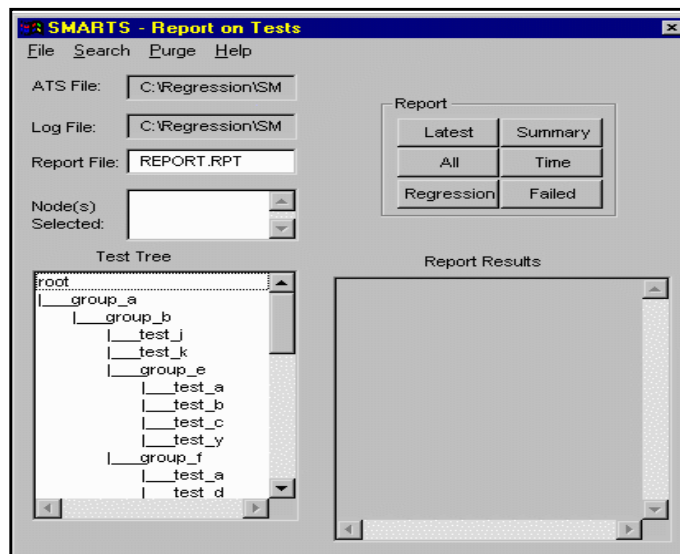 SMARTS - Report on Tests
File Search Purge Help
ATS File: C:\Regression\SM
Log File: C:\Regression\SM
Report File: REPORT.RPT
Node(s)
Selected:
Report
Latest Summary
All Time
Regression Failed
Test Tree
root
|___group_a
|___group_b
|___test_j
|___test_k
|___group_e
|___test_a
|___test_b
|___test_c
|___test_y
|___group_f
|___test_a
|___test_d
Report Results